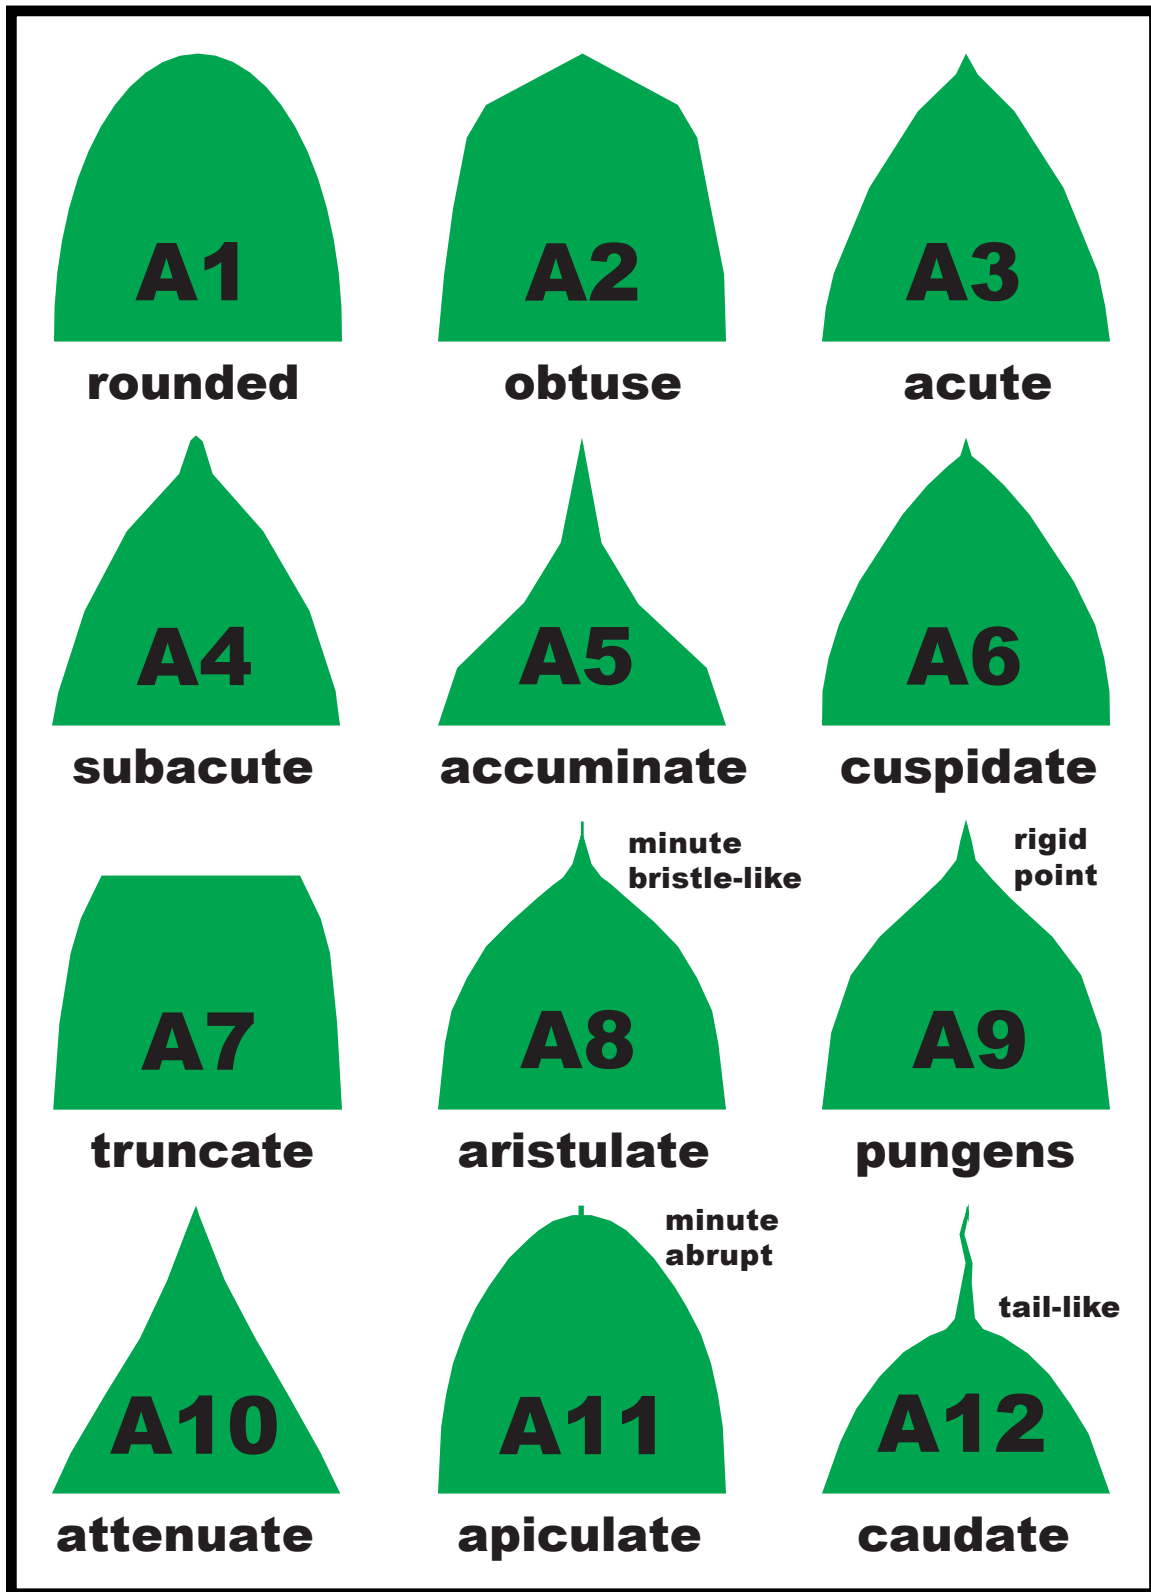 A1
A2
A3
rounded
obtuse
acute
A4
A5
A6
subacute
accuminate
cuspidate
minute
bristle-like
rigid
point
A7
A8
A9
truncate
aristulate
pungens
minute
abrupt
tail-like
A10
A11
A12
attenuate
apiculate
caudate